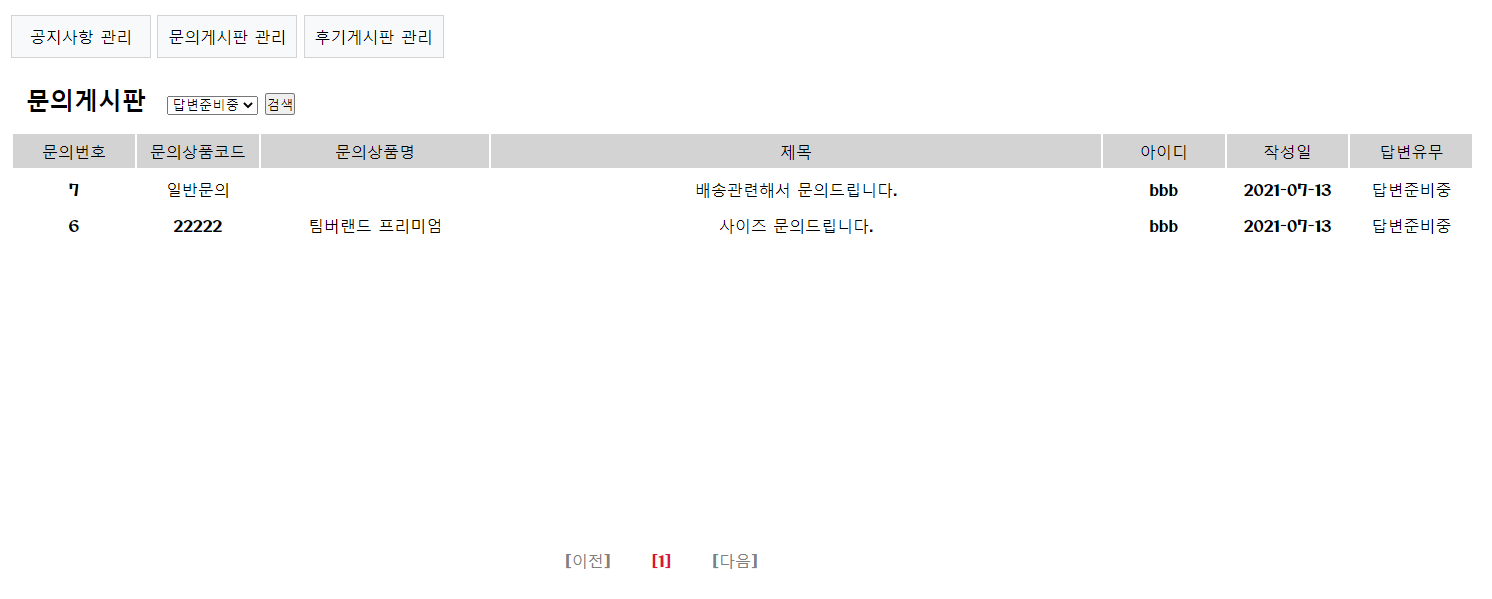 공지사항 관리 문의게시판 관리 후기게시판 관리
문의게시판 답변준비중 검색
문의번호 문의상품코드 문의상품명 제목 아이디 작성일 답변유무
7 일반문의 배송관련해서 문의드립니다. bbb 2021-07-13 답변준비중
6 22222 팀버랜드 프리미엄 사이즈 문의드립니다. bbb 2021-07-13 답변준비중
[이전] [1] [다음]